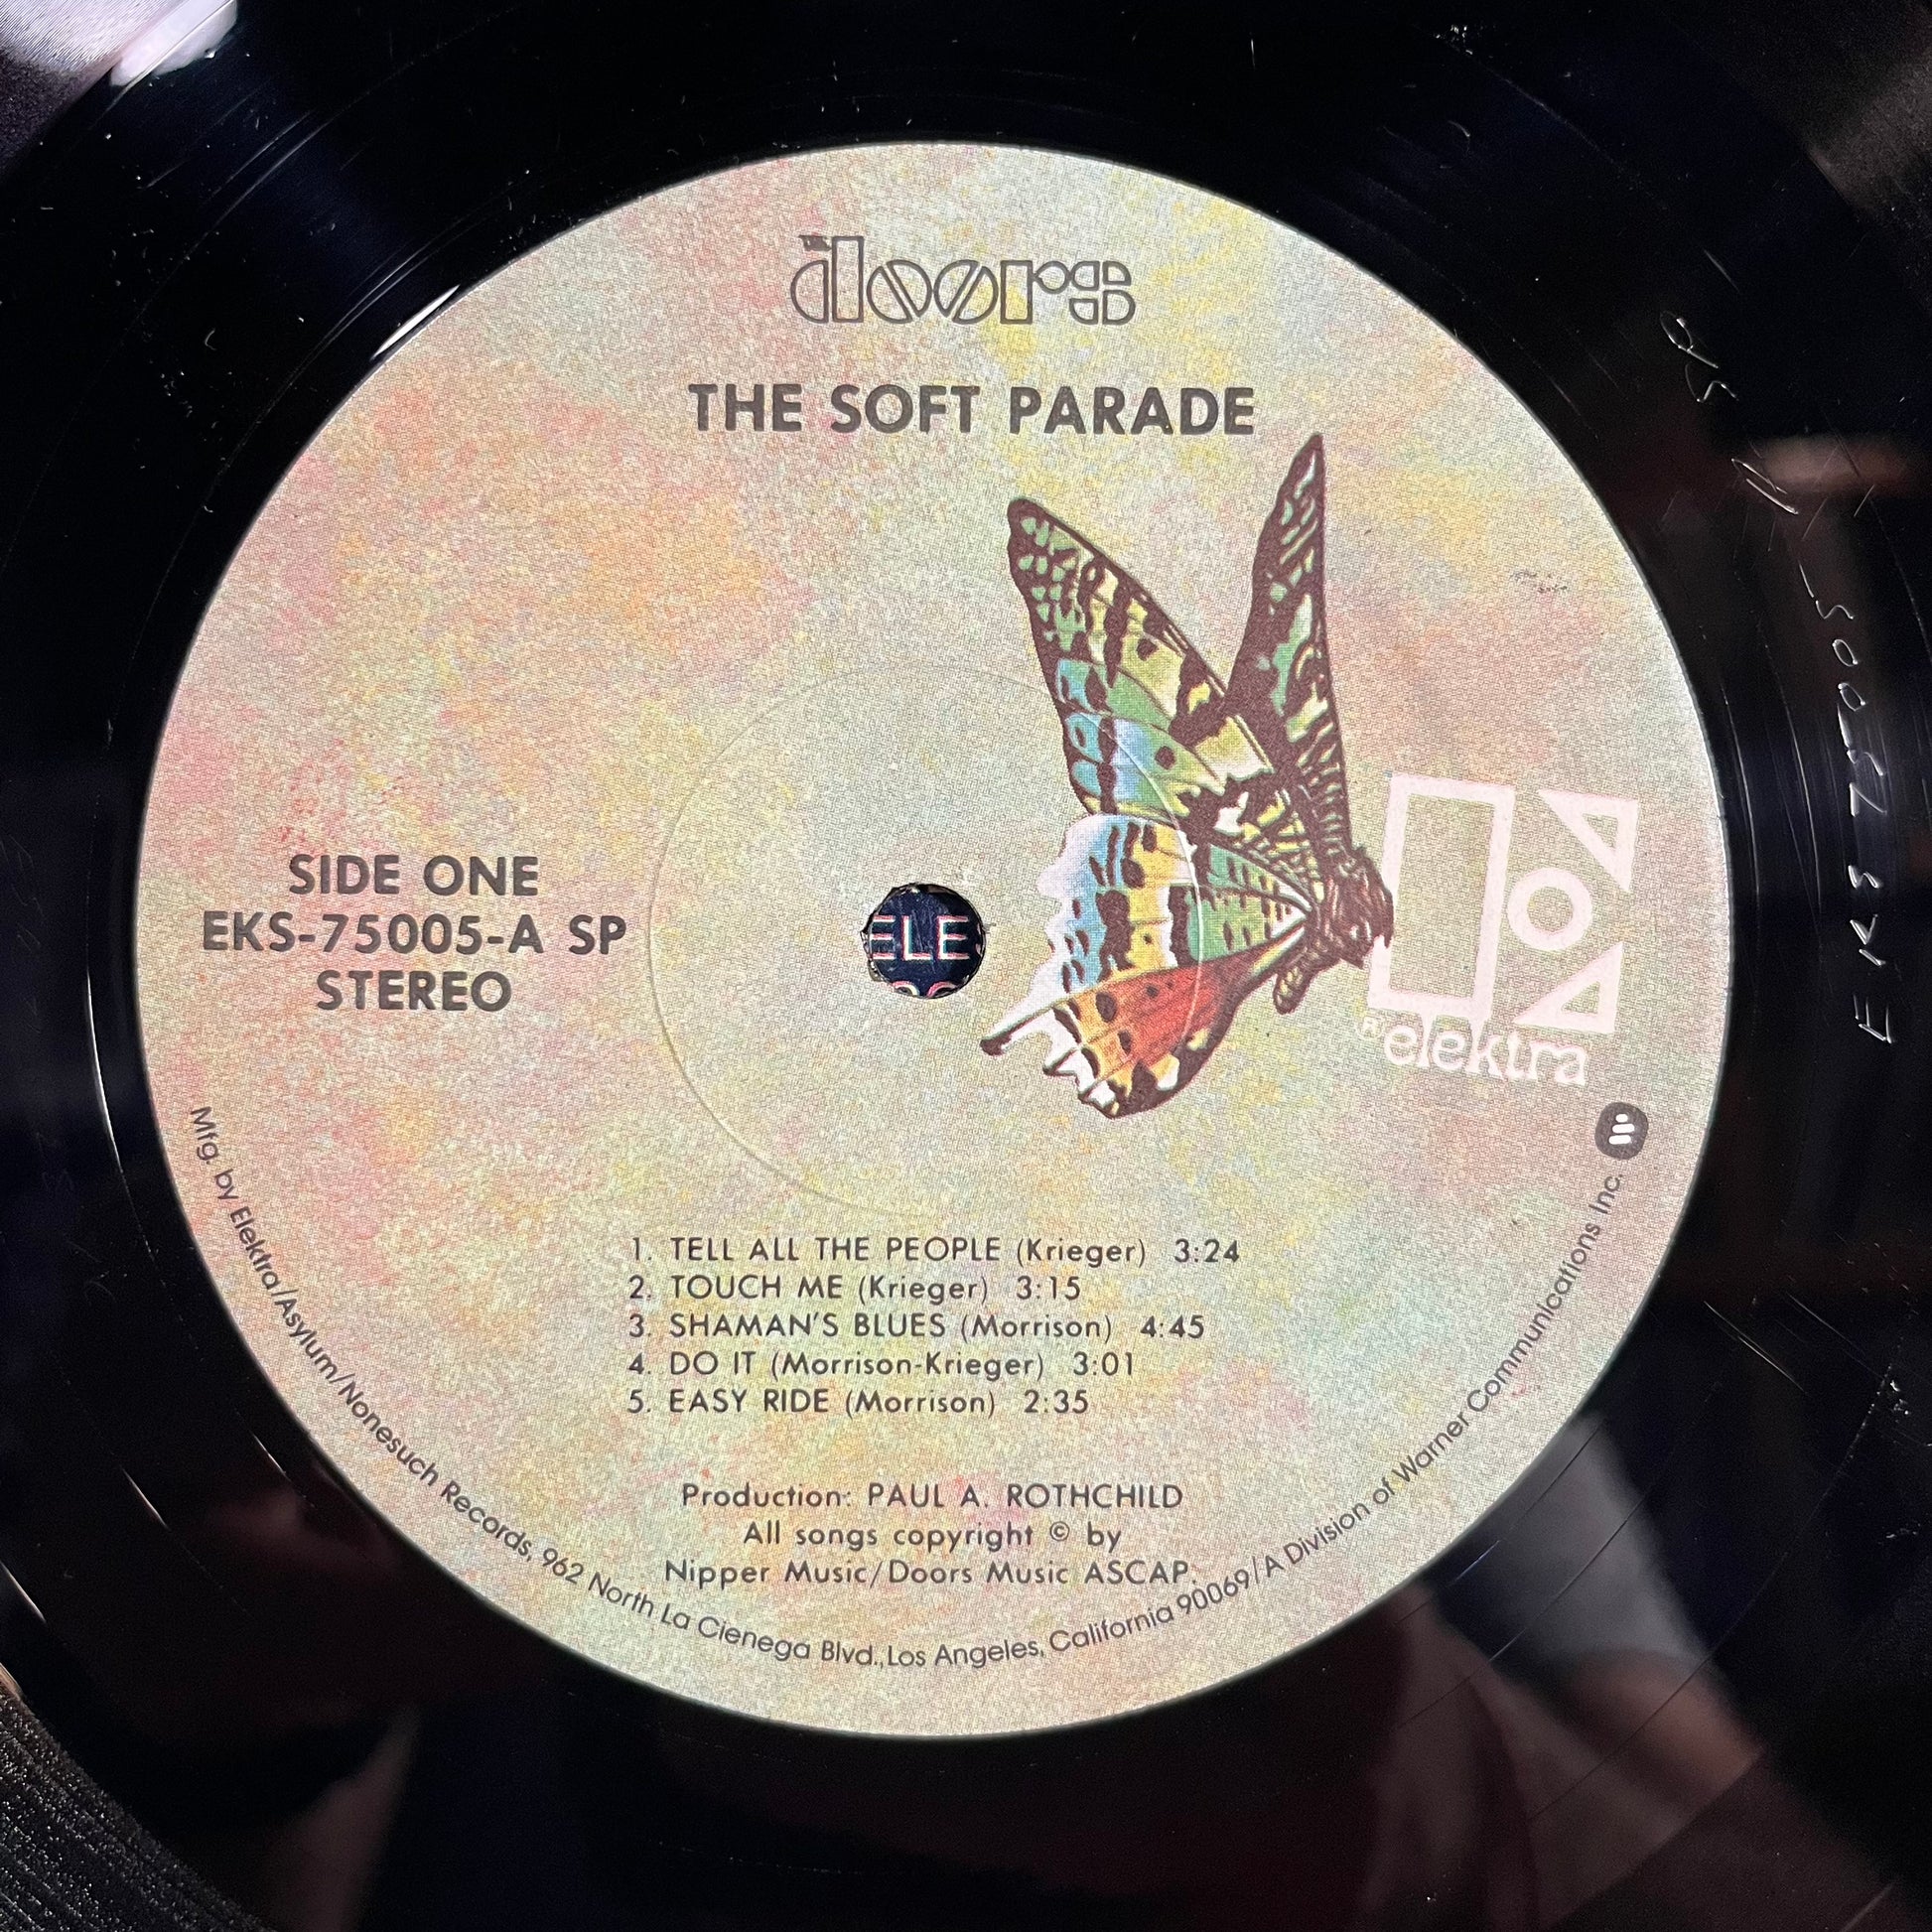 the doors
THE SOFT PARADE
SIDE ONE
EKS-75005-A SP
STEREO
ELE
® elektra
1. TELL ALL THE PEOPLE (Krieger) 3:24
2. TOUCH ME (Krieger) 3:15
3. SHAMAN'S BLUES (Morrison) 4:45
4. DO IT (Morrison-Krieger) 3:01
5. EASY RIDE (Morrison) 2:35
Production: PAUL A. ROTHCHILD
All songs copyright © by
Nipper Music/Doors Music ASCAP.
Mfg. by Elektra/Asylum/Nonesuch Records, 962 North La Cienega Blvd., Los Angeles, California 90069/A Division of Warner Communications Inc.
EKS 75005
SP